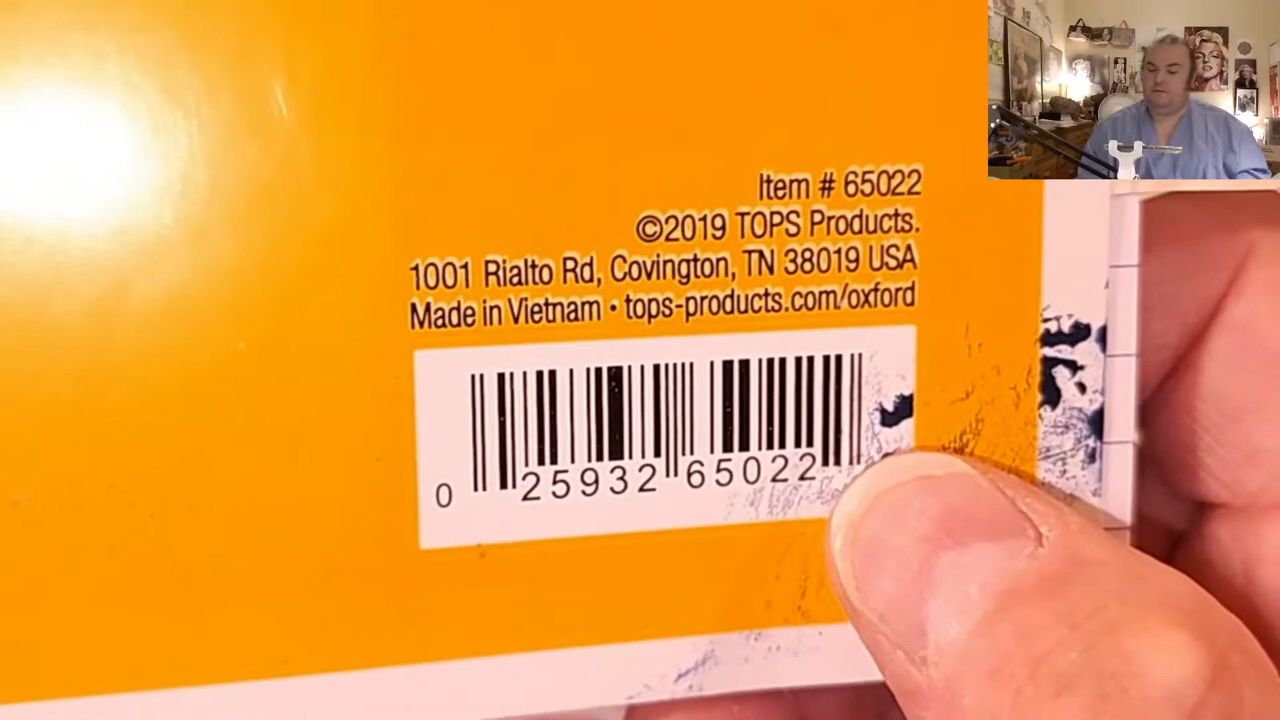 Item # 65022
©2019 TOPS Products.
1001 Rialto Rd, Covington, TN 38019 USA
Made in Vietnam • tops-products.com/oxford
0 25932 65022